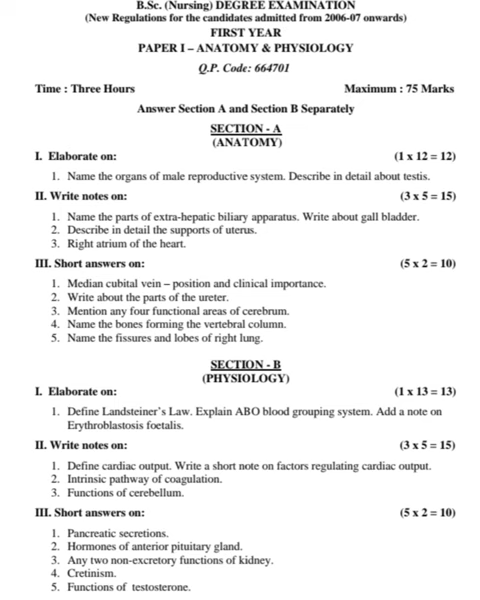 B.Sc. (Nursing) DEGREE EXAMINATION
(New Regulations for the candidates admitted from 2006-07 onwards)
FIRST YEAR
PAPER I – ANATOMY & PHYSIOLOGY
Q.P. Code: 664701
Time : Three Hours Maximum : 75 Marks
Answer Section A and Section B Separately
SECTION - A
(ANATOMY)
I. Elaborate on: (1 x 12 = 12)
1. Name the organs of male reproductive system. Describe in detail about testis.
II. Write notes on: (3 x 5 = 15)
1. Name the parts of extra-hepatic biliary apparatus. Write about gall bladder.
2. Describe in detail the supports of uterus.
3. Right atrium of the heart.
III. Short answers on: (5 x 2 = 10)
1. Median cubital vein – position and clinical importance.
2. Write about the parts of the ureter.
3. Mention any four functional areas of cerebrum.
4. Name the bones forming the vertebral column.
5. Name the fissures and lobes of right lung.
SECTION - B
(PHYSIOLOGY)
I. Elaborate on: (1 x 13 = 13)
1. Define Landsteiner's Law. Explain ABO blood grouping system. Add a note on
Erythroblastosis foetalis.
II. Write notes on: (3 x 5 = 15)
1. Define cardiac output. Write a short note on factors regulating cardiac output.
2. Intrinsic pathway of coagulation.
3. Functions of cerebellum.
III. Short answers on: (5 x 2 = 10)
1. Pancreatic secretions.
2. Hormones of anterior pituitary gland.
3. Any two non-excretory functions of kidney.
4. Cretinism.
5. Functions of testosterone.